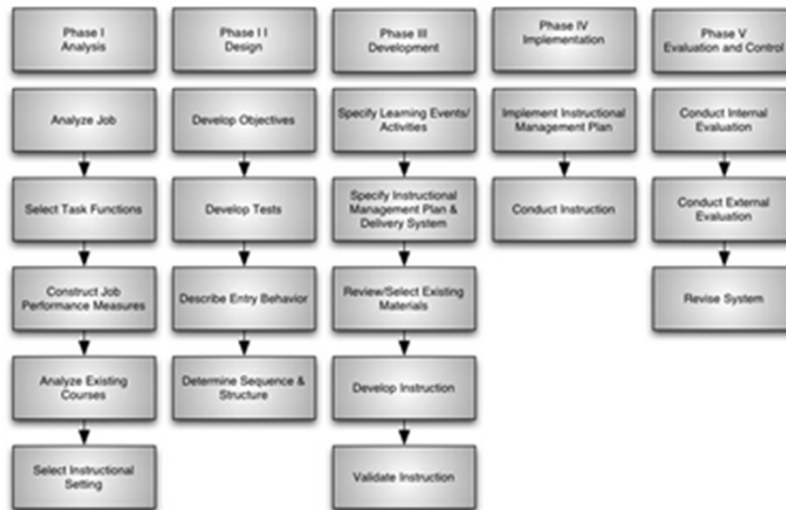 Phase I
Analysis
Phase I I
Design
Phase III
Development
Phase IV
Implementation
Phase V
Evaluation and Control
Analyze Job
Select Task Functions
Construct Job
Performance Measures
Analyze Existing
Courses
Select Instructional
Setting
Develop Objectives
Develop Tests
Describe Entry Behavior
Determine Sequence &
Structure
Specify Learning Events/
Activities
Specify Instructional
Management Plan &
Delivery System
Review/Select Existing
Materials
Develop Instruction
Validate Instruction
Implement Instructional
Management Plan
Conduct Instruction
Conduct Internal
Evaluation
Conduct External
Evaluation
Revise System